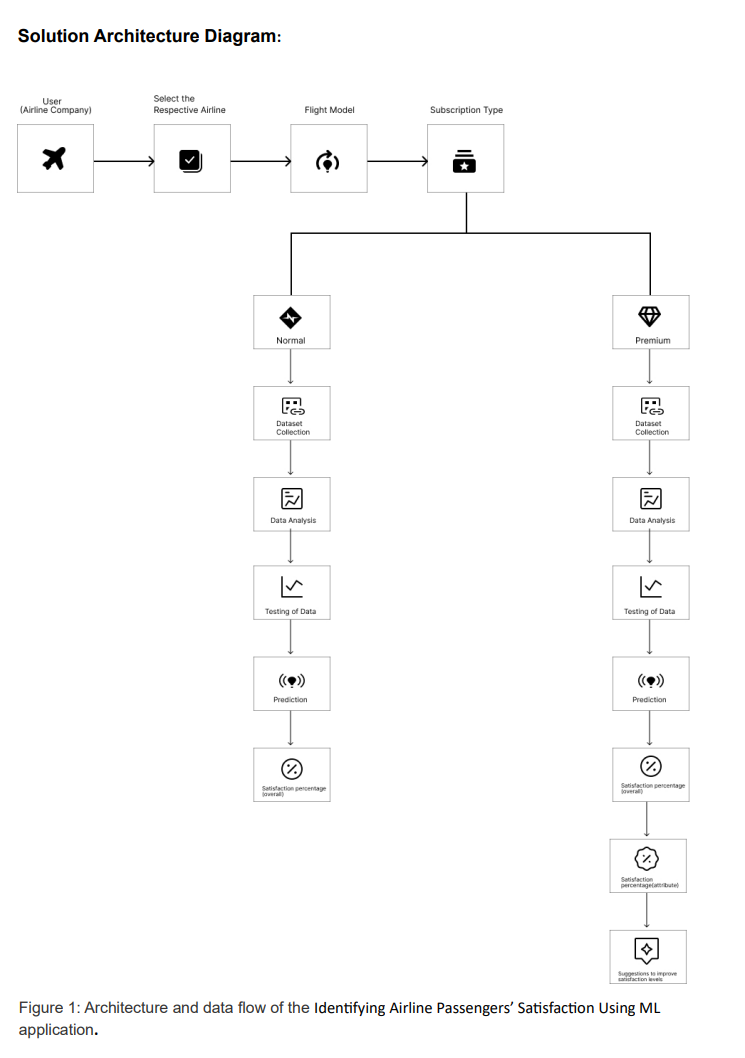 Solution Architecture Diagram:
User
(Airline Company)
Select the
Respective Airline
Flight Model
Subscription Type
Normal
Premium
Dataset
Collection
Dataset
Collection
Data Analysis
Data Analysis
Testing of Data
Testing of Data
Prediction
Prediction
Satisfaction percentage
(overall)
Satisfaction percentage
(overall)
Satisfaction
percentage(attribute)
Suggestions to improve
satisfaction levels
Figure 1: Architecture and data flow of the Identifying Airline Passengers’ Satisfaction Using ML
application.